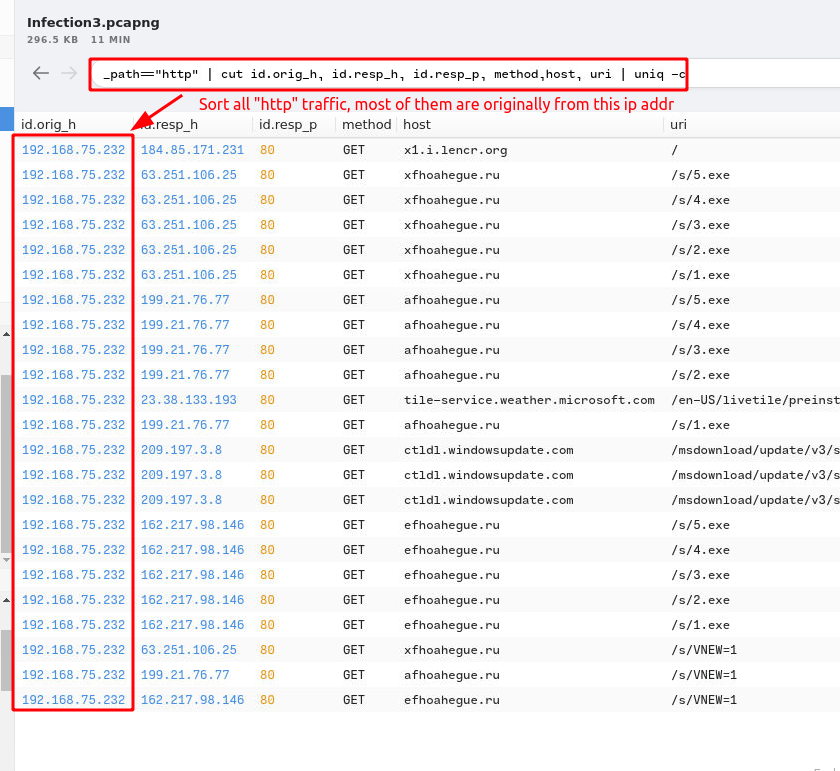 Infection3.pcapng
296.5 KB 11 MIN
_path=="http" | cut id.orig_h, id.resp_h, id.resp_p, method,host, uri | uniq -c
Sort all "http" traffic, most of them are originally from this ip addr
id.orig_h id.resp_h id.resp_p method host uri
192.168.75.232 184.85.171.231 80 GET x1.i.lencr.org /
192.168.75.232 63.251.106.25 80 GET xfhoahegue.ru /s/5.exe
192.168.75.232 63.251.106.25 80 GET xfhoahegue.ru /s/4.exe
192.168.75.232 63.251.106.25 80 GET xfhoahegue.ru /s/3.exe
192.168.75.232 63.251.106.25 80 GET xfhoahegue.ru /s/2.exe
192.168.75.232 63.251.106.25 80 GET xfhoahegue.ru /s/1.exe
192.168.75.232 199.21.76.77 80 GET afhoahegue.ru /s/5.exe
192.168.75.232 199.21.76.77 80 GET afhoahegue.ru /s/4.exe
192.168.75.232 199.21.76.77 80 GET afhoahegue.ru /s/3.exe
192.168.75.232 199.21.76.77 80 GET afhoahegue.ru /s/2.exe
192.168.75.232 23.38.133.193 80 GET tile-service.weather.microsoft.com /en-US/livetile/preinst
192.168.75.232 199.21.76.77 80 GET afhoahegue.ru /s/1.exe
192.168.75.232 209.197.3.8 80 GET ctldl.windowsupdate.com /msdownload/update/v3/s
192.168.75.232 209.197.3.8 80 GET ctldl.windowsupdate.com /msdownload/update/v3/s
192.168.75.232 209.197.3.8 80 GET ctldl.windowsupdate.com /msdownload/update/v3/s
192.168.75.232 162.217.98.146 80 GET efhoahegue.ru /s/5.exe
192.168.75.232 162.217.98.146 80 GET efhoahegue.ru /s/4.exe
192.168.75.232 162.217.98.146 80 GET efhoahegue.ru /s/3.exe
192.168.75.232 162.217.98.146 80 GET efhoahegue.ru /s/2.exe
192.168.75.232 162.217.98.146 80 GET efhoahegue.ru /s/1.exe
192.168.75.232 63.251.106.25 80 GET xfhoahegue.ru /s/VNEW=1
192.168.75.232 199.21.76.77 80 GET afhoahegue.ru /s/VNEW=1
192.168.75.232 162.217.98.146 80 GET efhoahegue.ru /s/VNEW=1